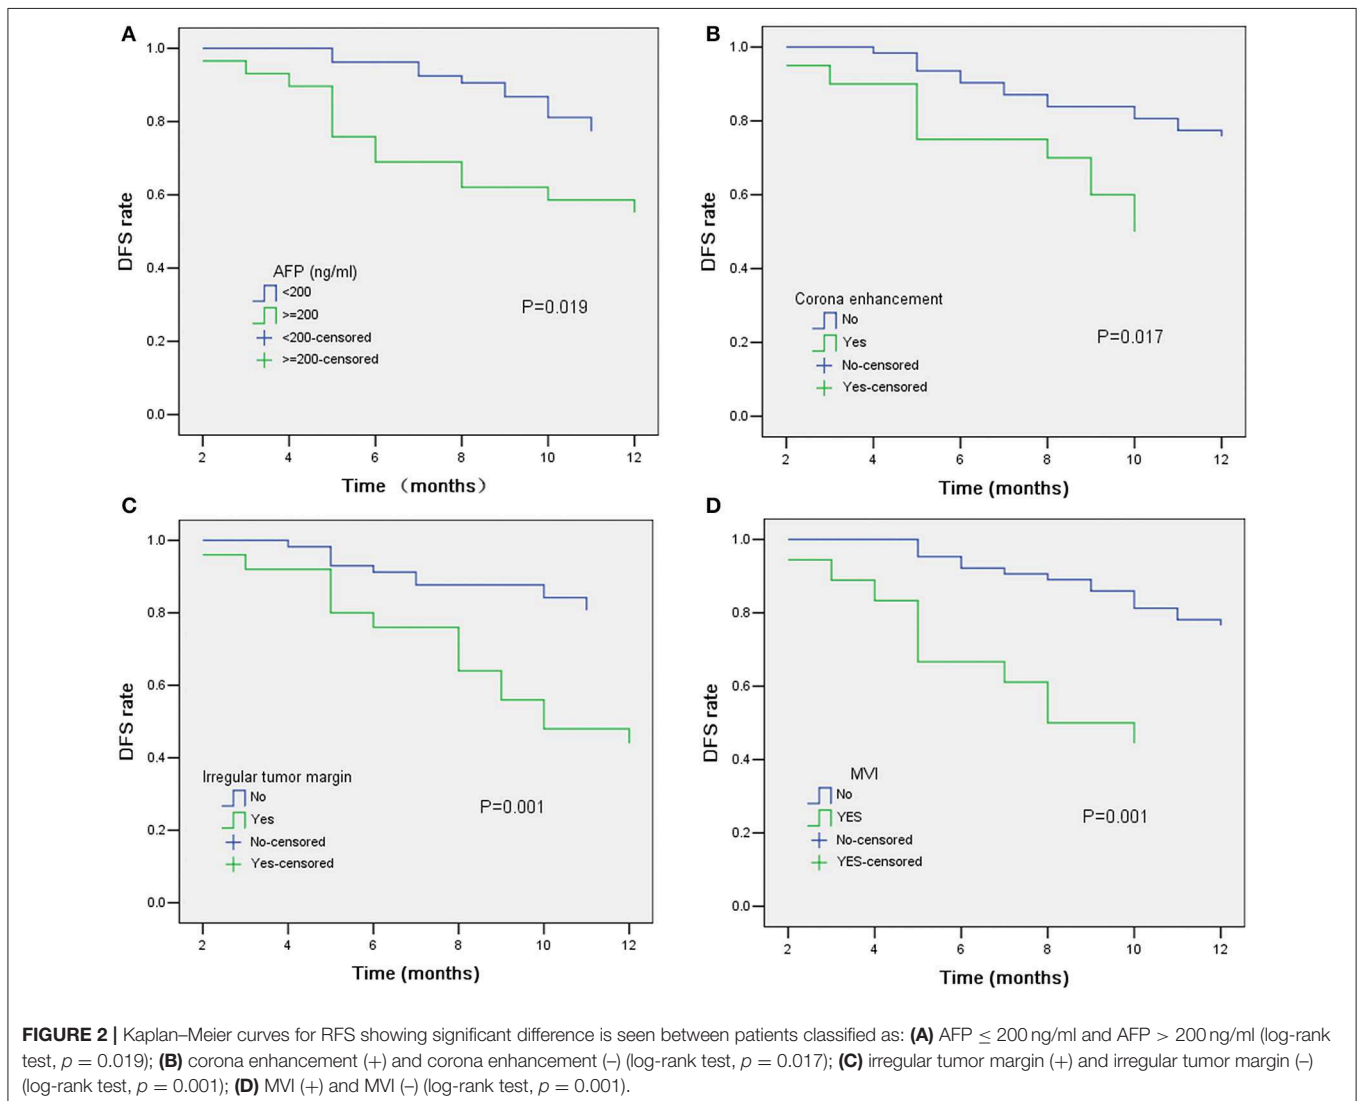 A
1.0
0.8
0.6
0.4
0.2
0.0
DFS rate
AFP (ng/ml)
<200
>=200
<200-censored
>=200-censored
P=0.019
2 4 6 8 10 12
Time （months）
B
1.0
0.8
0.6
0.4
0.2
0.0
DFS rate
Corona enhancement
No
Yes
No-censored
Yes-censored
P=0.017
2 4 6 8 10 12
Time (months)
C
1.0
0.8
0.6
0.4
0.2
0.0
DFS rate
Irregular tumor margin
No
Yes
No-censored
Yes-censored
P=0.001
2 4 6 8 10 12
Time (months)
D
1.0
0.8
0.6
0.4
0.2
0.0
DFS rate
MVI
No
YES
No-censored
YES-censored
P=0.001
2 4 6 8 10 12
Time (months)
FIGURE 2 | Kaplan–Meier curves for RFS showing significant difference is seen between patients classified as: (A) AFP ≤ 200 ng/ml and AFP > 200 ng/ml (log-rank
test, p = 0.019); (B) corona enhancement (+) and corona enhancement (–) (log-rank test, p = 0.017); (C) irregular tumor margin (+) and irregular tumor margin (–)
(log-rank test, p = 0.001); (D) MVI (+) and MVI (–) (log-rank test, p = 0.001).